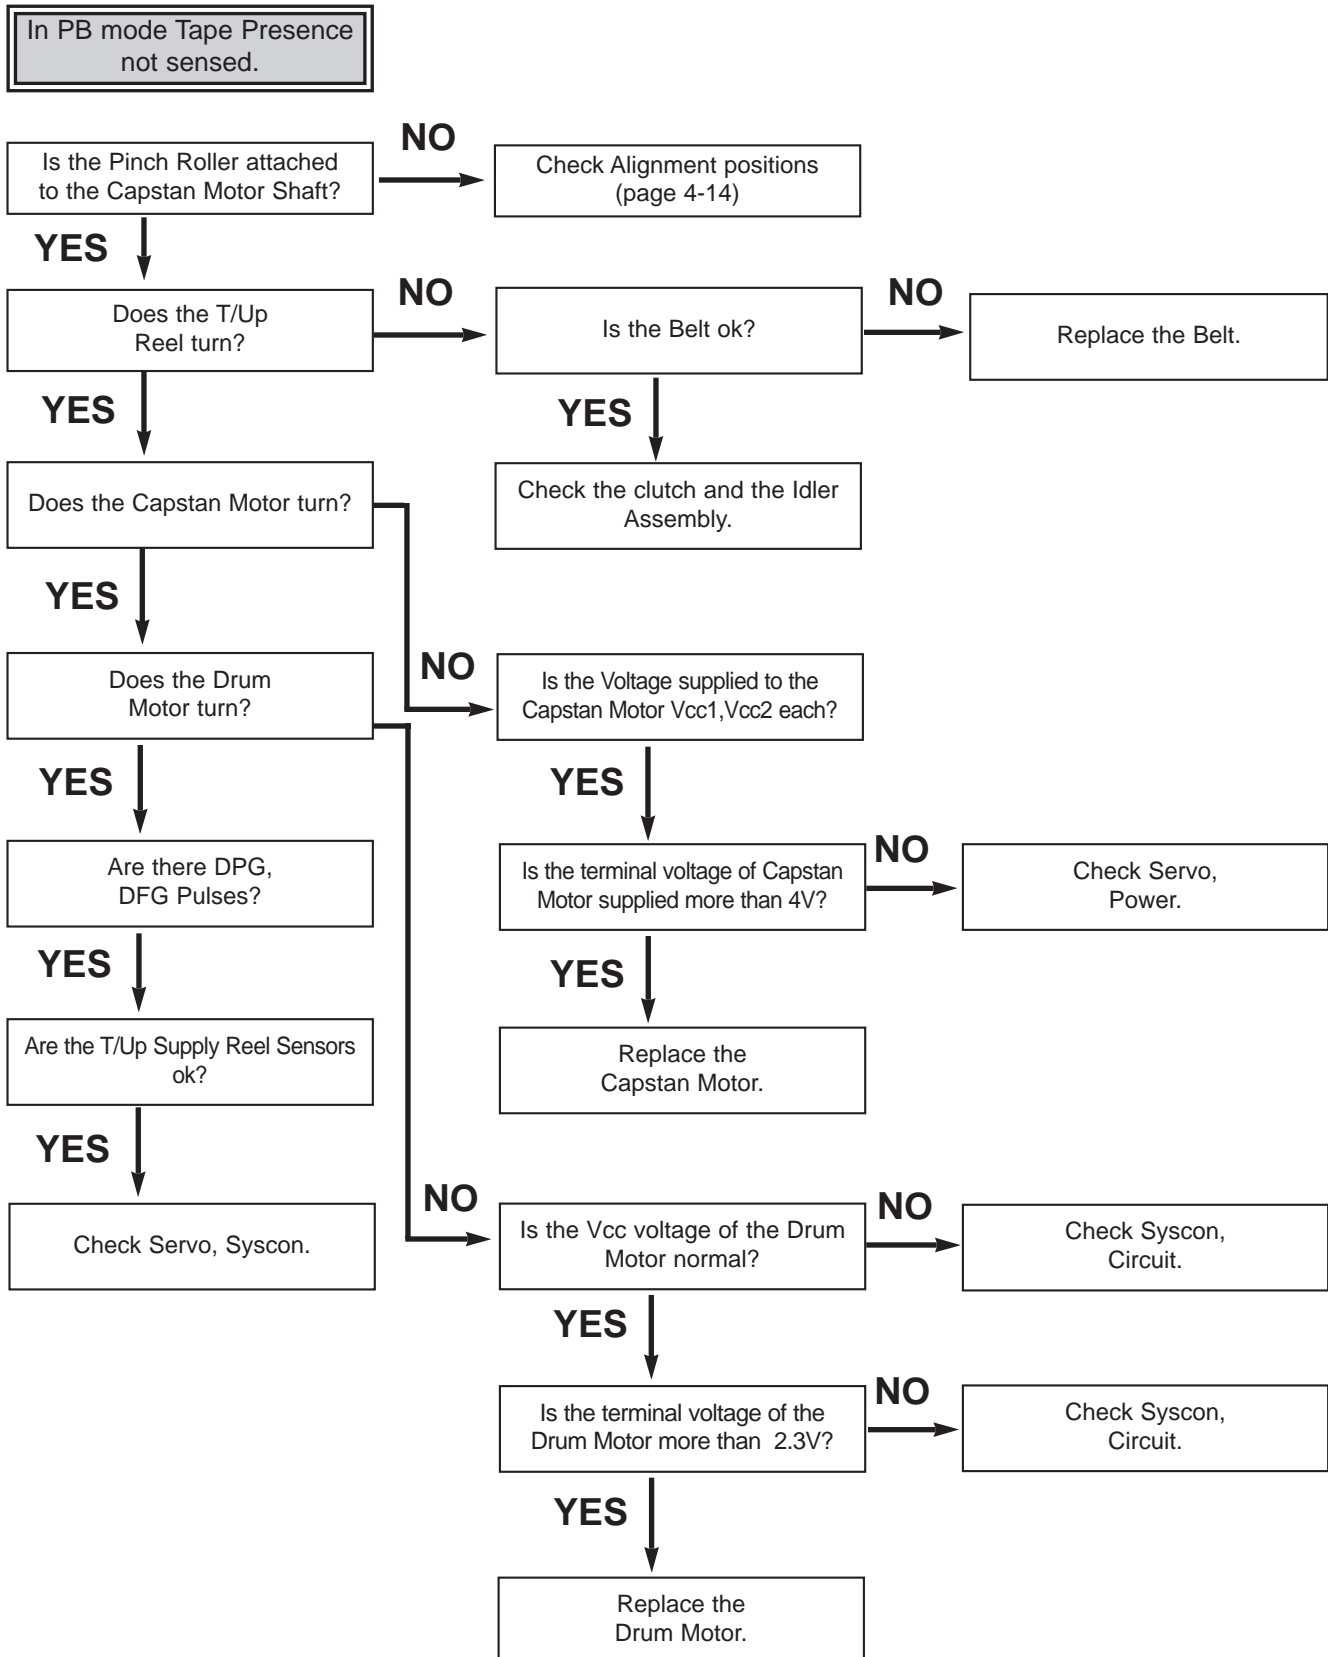 In PB mode Tape Presence
not sensed.
NO
Is the Pinch Roller attached
to the Capstan Motor Shaft?
Check Alignment positions
(page 4-14)
YES
NO
NO
Does the T/Up
Reel turn?
Is the Belt ok?
Replace the Belt.
YES
YES
Does the Capstan Motor turn?
Check the clutch and the Idler
Assembly.
YES
NO
Does the Drum
Motor turn?
Is the Voltage supplied to the
Capstan Motor Vcc1,Vcc2 each?
YES
YES
NO
Are there DPG,
DFG Pulses?
Is the terminal voltage of Capstan
Motor supplied more than 4V?
Check Servo,
Power.
YES
YES
Are the T/Up Supply Reel Sensors
ok?
Replace the
Capstan Motor.
YES
NO
NO
Check Servo, Syscon.
Is the Vcc voltage of the Drum
Motor normal?
Check Syscon,
Circuit.
YES
NO
Is the terminal voltage of the
Drum Motor more than  2.3V?
Check Syscon,
Circuit.
YES
Replace the
Drum Motor.